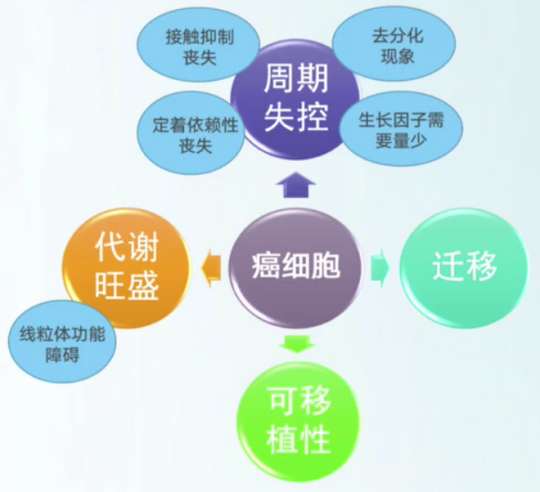 接触抑制
丧失
去分化
现象
周期
失控
定着依赖性
丧失
生长因子需
要量少
代谢
旺盛
癌细胞
迁移
线粒体功能
障碍
可移
植性